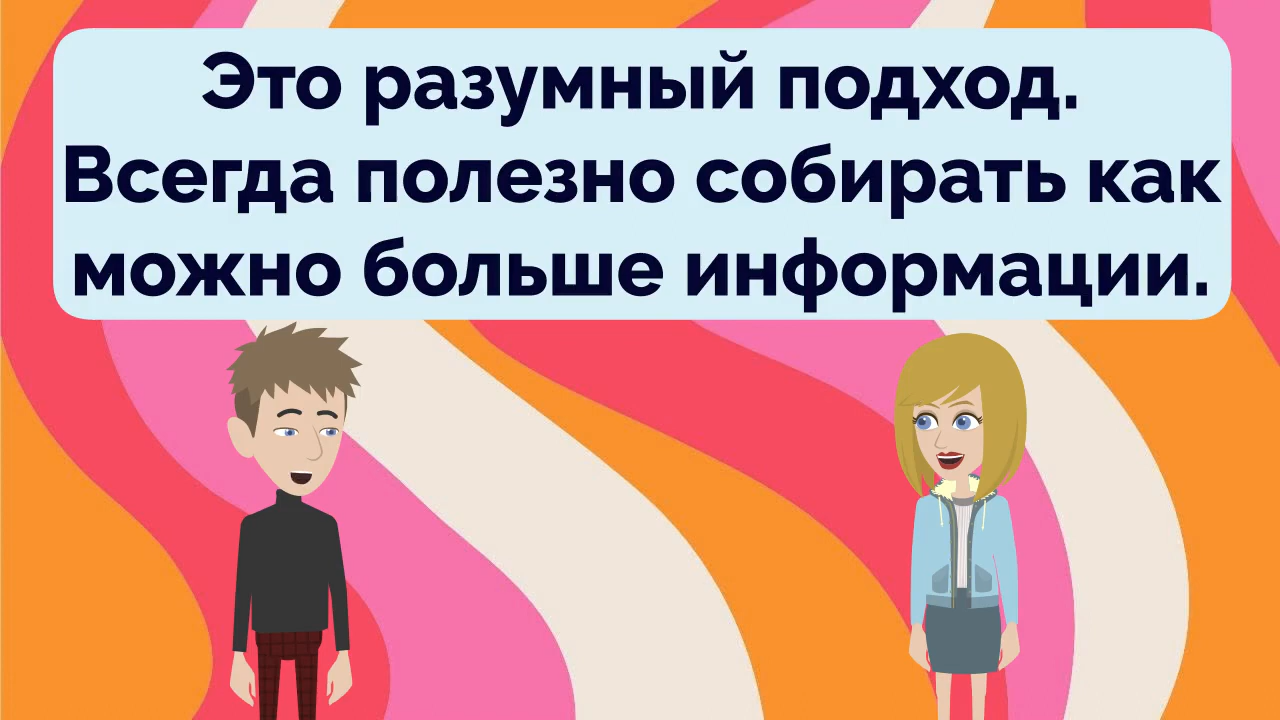 Это разумный подход.
Всегда полезно собирать как
можно больше информации.